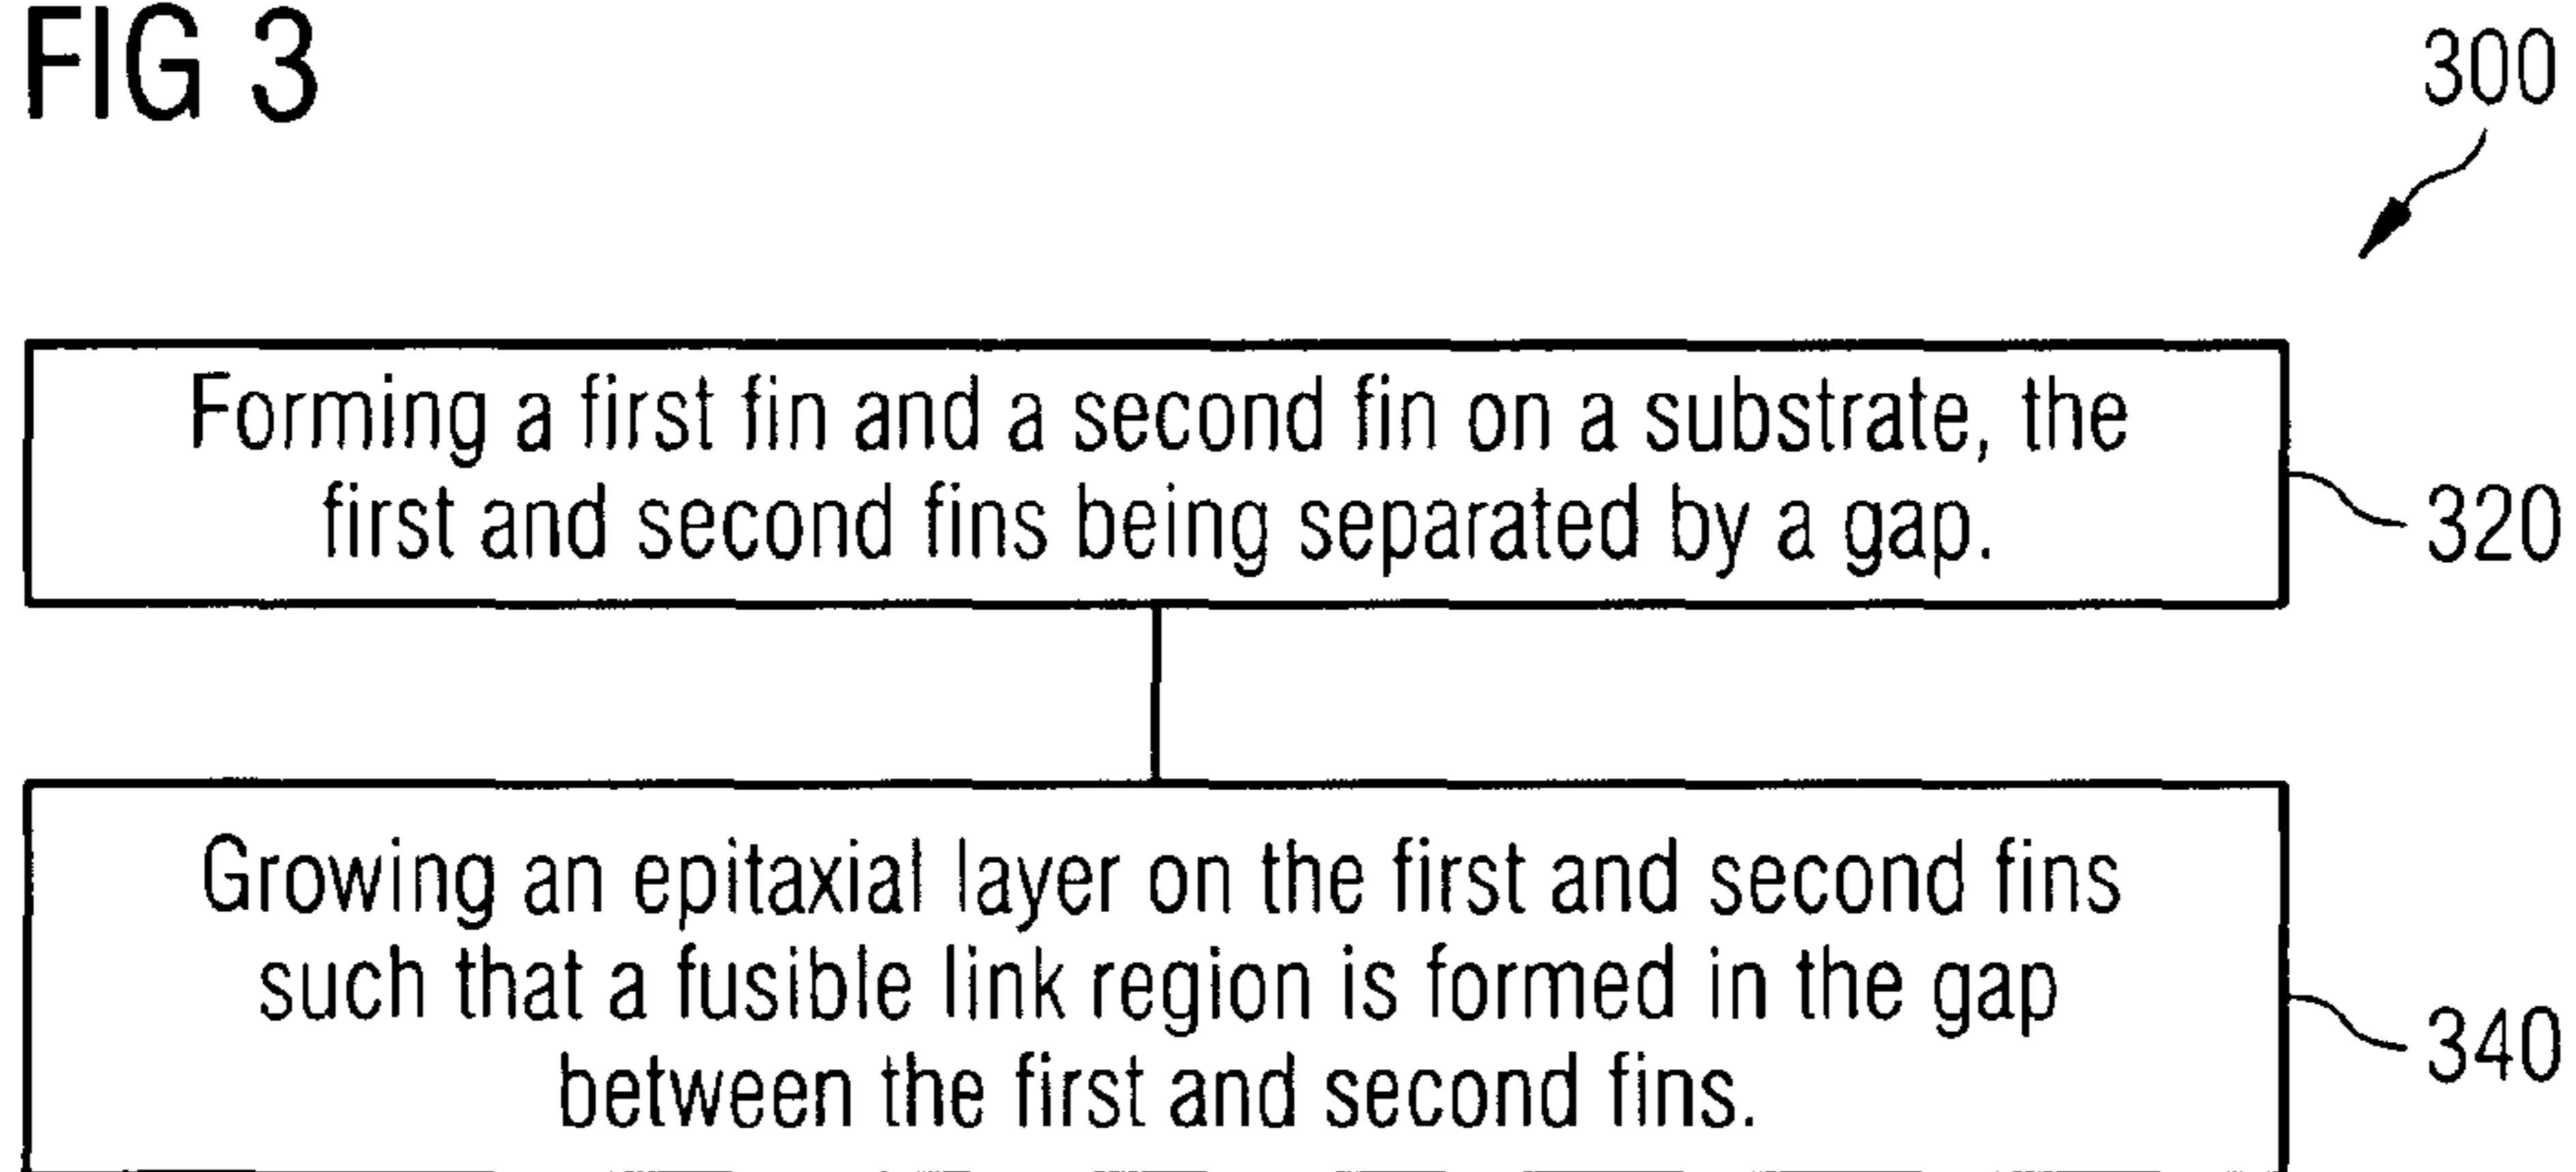 FIG 3
300
Forming a first fin and a second fin on a substrate, the
first and second fins being separated by a gap.
320
Growing an epitaxial layer on the first and second fins
such that a fusible link region is formed in the gap
between the first and second fins.
340